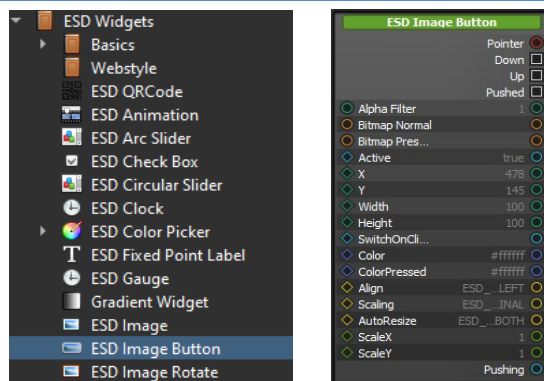 ESD Widgets
Basics
Webstyle
ESD QRCode
ESD Animation
ESD Arc Slider
ESD Check Box
ESD Circular Slider
ESD Clock
ESD Color Picker
ESD Fixed Point Label
ESD Gauge
Gradient Widget
ESD Image
ESD Image Button
ESD Image Rotate
ESD Image Button
Pointer
Down
Up
Pushed
Alpha Filter 1
Bitmap Normal
Bitmap Pres...
Active true
X 478
Y 145
Width 100
Height 100
SwitchOnCli...
Color #ffffff
ColorPressed #ffffff
Align ESD_...LEFT
Scaling ESD_...INAL
AutoResize ESD_...BOTH
ScaleX 1
ScaleY 1
Pushing